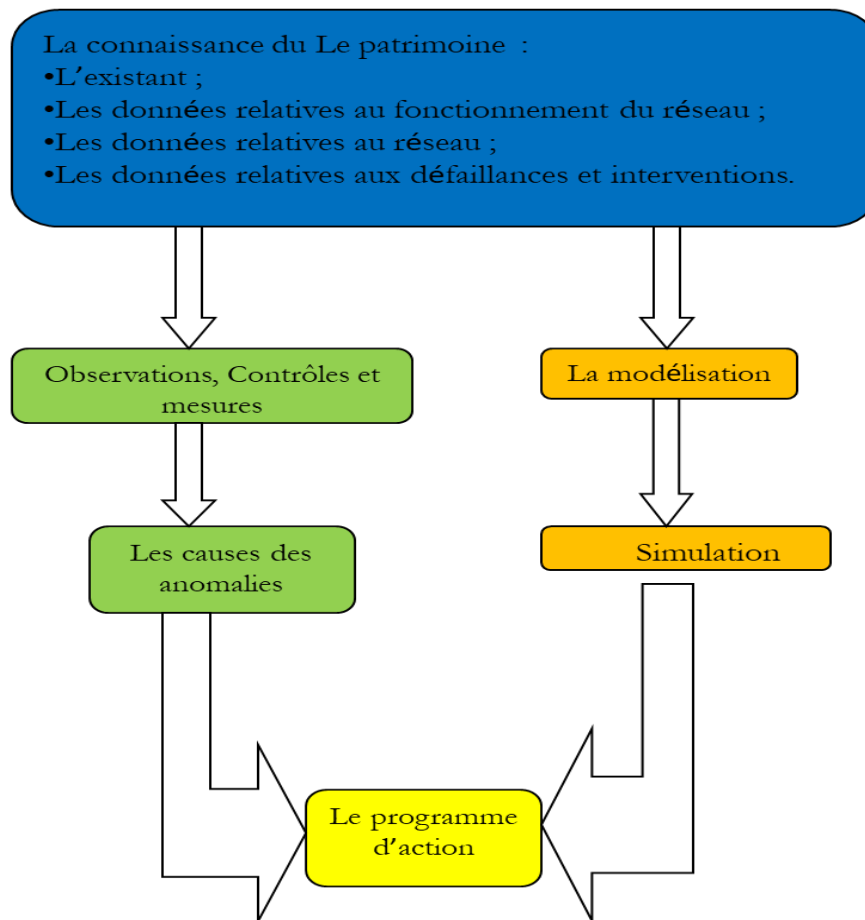 La connaissance du Le patrimoine :
•L'existant ;
•Les données relatives au fonctionnement du réseau ;
•Les données relatives au réseau ;
•Les données relatives aux défaillances et interventions.
Observations, Contrôles et
mesures
La modélisation
Les causes des
anomalies
Simulation
Le programme
d'action